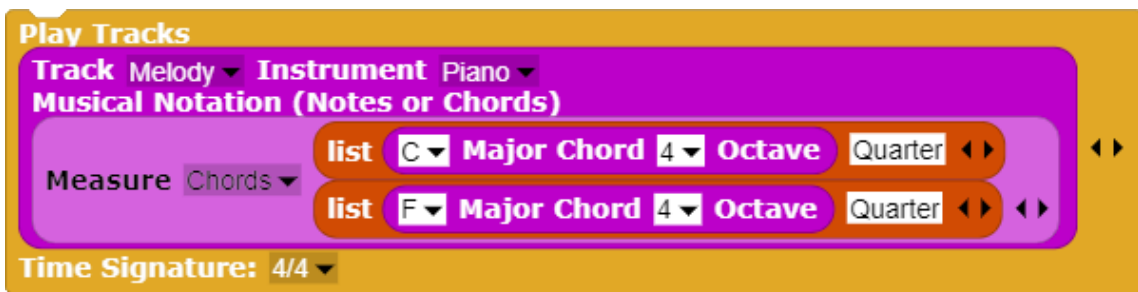 Play Tracks
Track Melody Instrument Piano
Musical Notation (Notes or Chords)
list C Major Chord 4 Octave Quarter
Measure Chords
list F Major Chord 4 Octave Quarter
Time Signature: 4/4